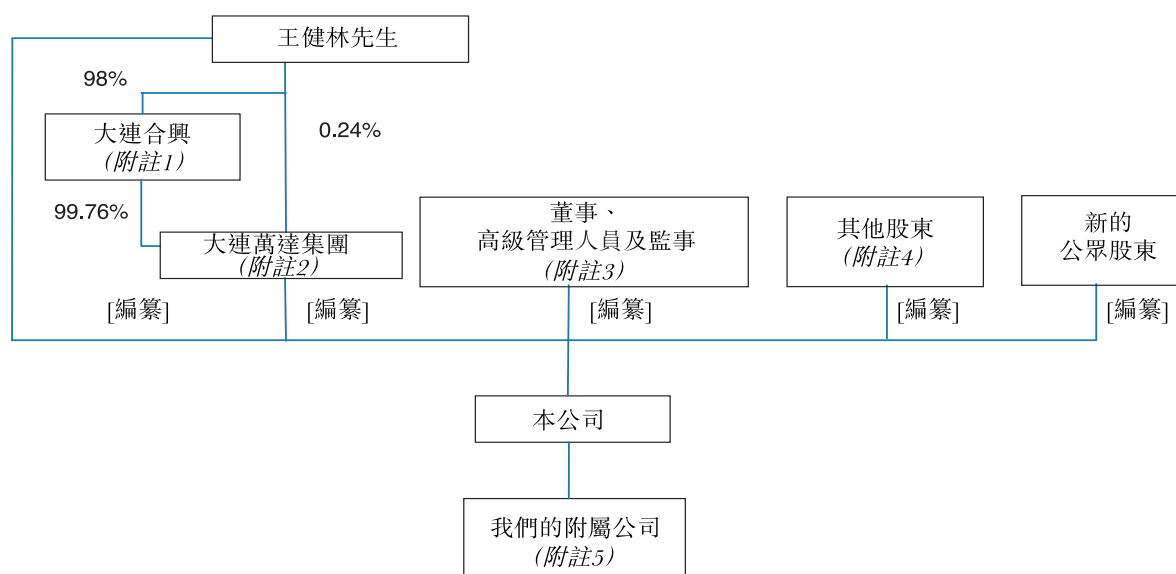 王健林先生
98%
大連合興
(附註1)
0.24%
99.76%
大連萬達集團
(附註2)
董事、
高級管理人員及監事
(附註3)
其他股東
(附註4)
新的
公眾股東
[編纂]
[編纂]
[編纂]
[編纂]
[編纂]
本公司
我們的附屬公司
(附註5)